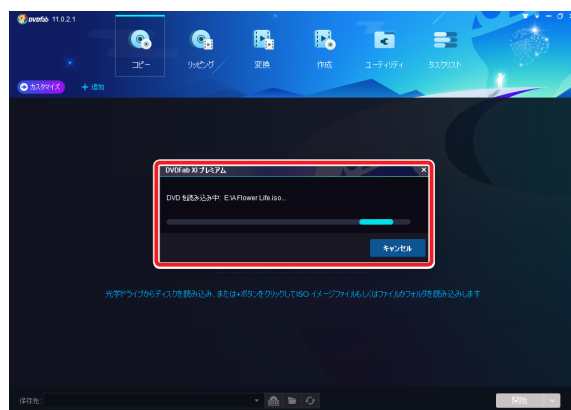 DVDFab 11.0.2.1
コピー リッピング 変換 作成 ユーティリティ タスクリスト
カスタマイズ + 追加
DVDFab XI プレミアム
DVD を読み込み中: E:\A Flower Life.iso...
キャンセル
光学ドライブからディスクを読み込み、または+ボタンをクリックしてISO イメージファイルもしくはファイルのフォルダを読み込みします
保存先:
開始